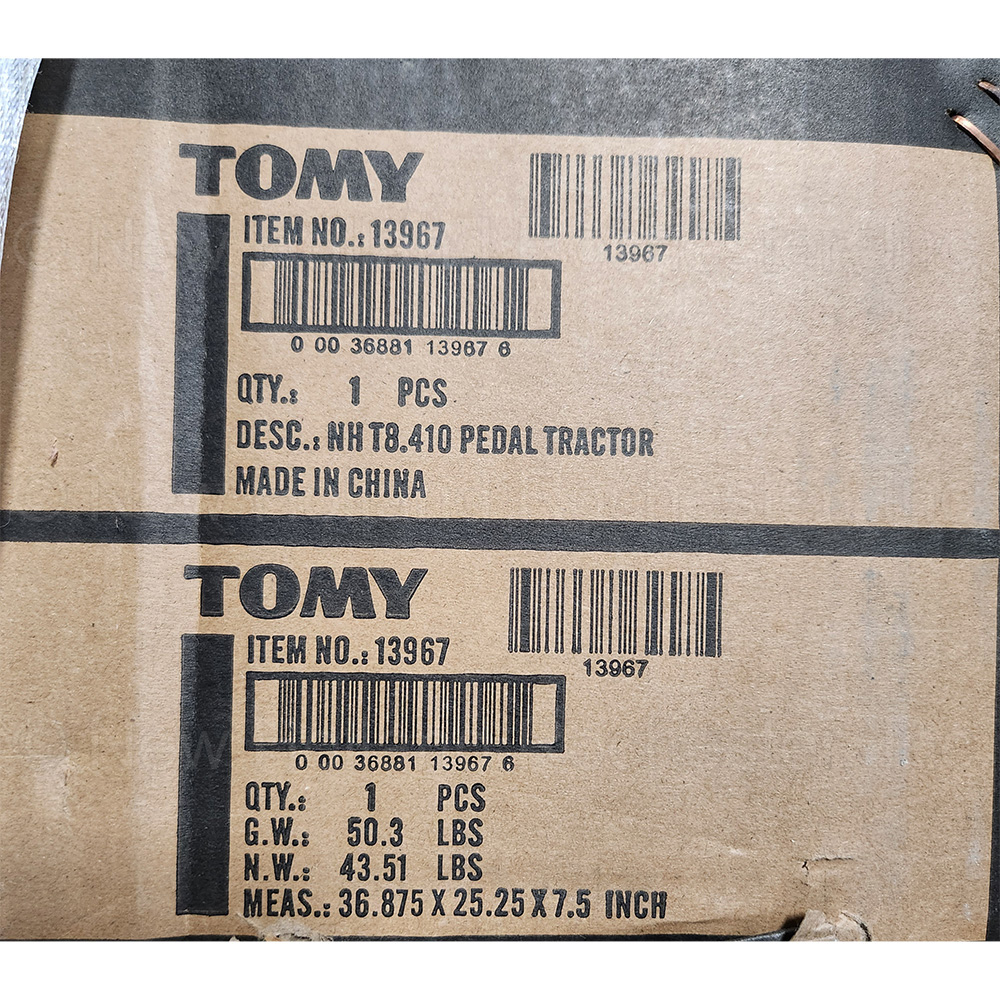 TOMY
ITEM NO.: 13967
13967
0 00 36881 13967 6
QTY.: 1 PCS
DESC.: NH T8.410 PEDAL TRACTOR
MADE IN CHINA
TOMY
ITEM NO.: 13967
13967
0 00 36881 13967 6
QTY.: 1 PCS
G.W.: 50.3 LBS
N.W.: 43.51 LBS
MEAS.: 36.875 X 25.25 X 7.5 INCH